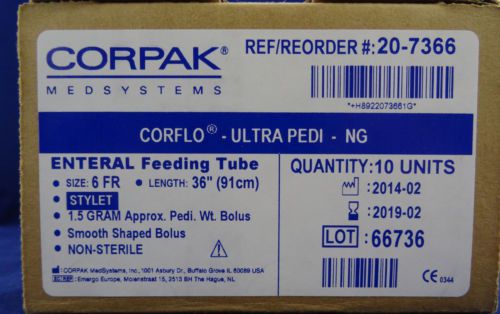 CORPAK®
MEDSYSTEMS
REF/REORDER #: 20-7366
*+H8922073661G*
CORFLO® - ULTRA PEDI - NG
ENTERAL Feeding Tube
• SIZE: 6 FR • LENGTH: 36" (91cm)
• STYLET
• 1.5 GRAM Approx. Pedi. Wt. Bolus
• Smooth Shaped Bolus
• NON-STERILE
QUANTITY: 10 UNITS
: 2014-02
: 2019-02
LOT : 66736
: CORPAK MedSystems, Inc, 1001 Asbury Dr., Buffalo Grove IL 60089 USA
EC REP : Emergo Europe, Molenstraat 15, 2513 BH The Hague, NL
CE 0344